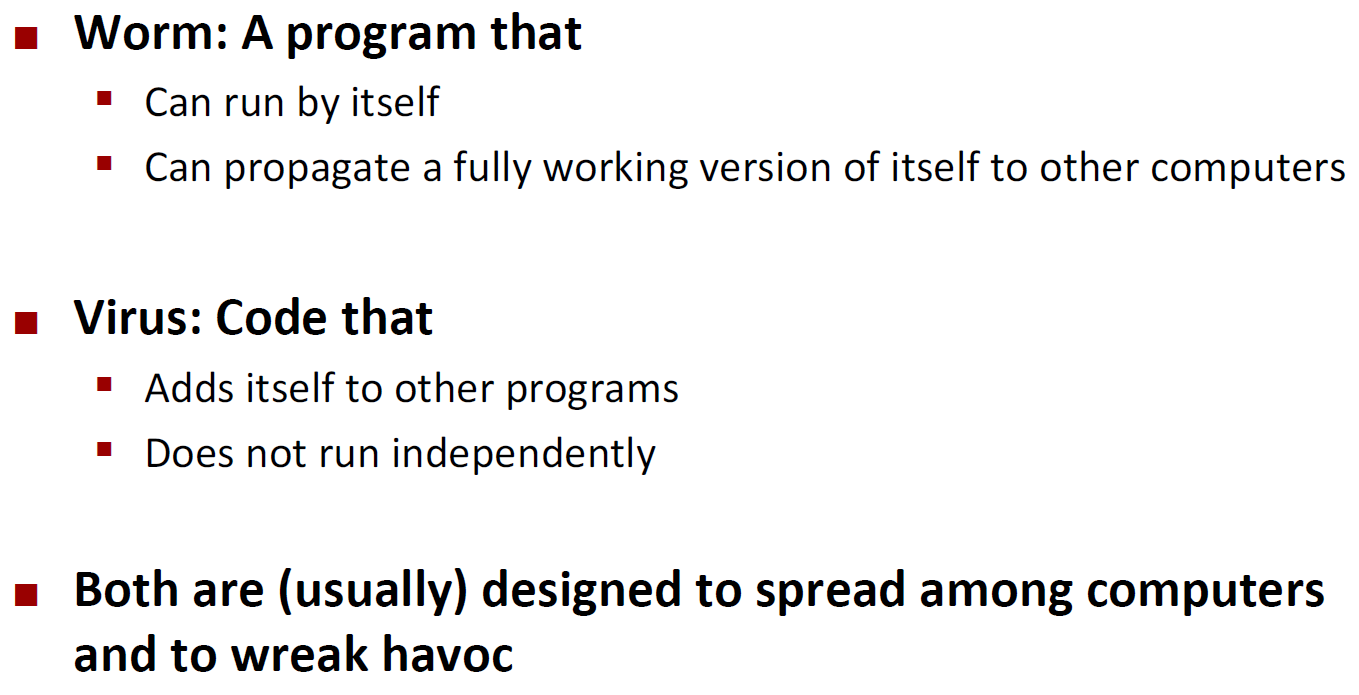 ■ Worm: A program that
▪ Can run by itself
▪ Can propagate a fully working version of itself to other computers
■ Virus: Code that
▪ Adds itself to other programs
▪ Does not run independently
■ Both are (usually) designed to spread among computers
and to wreak havoc